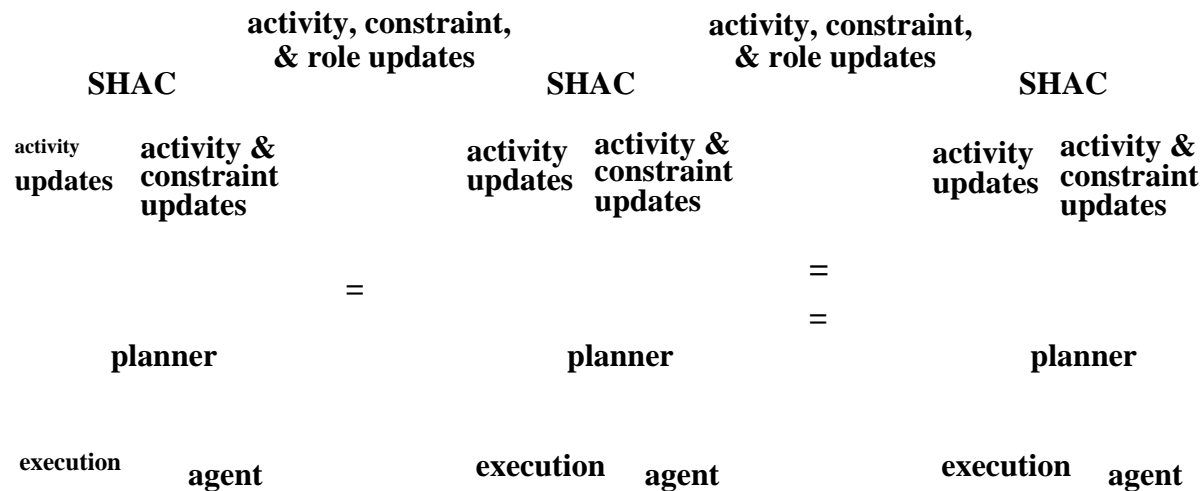 activity, constraint,
& role updates
activity, constraint,
& role updates
SHAC
SHAC
SHAC
activity
updates
activity &
constraint
updates
activity
updates
activity &
constraint
updates
activity
updates
activity &
constraint
updates
=
=
=
planner
planner
planner
execution
agent
execution
agent
execution
agent